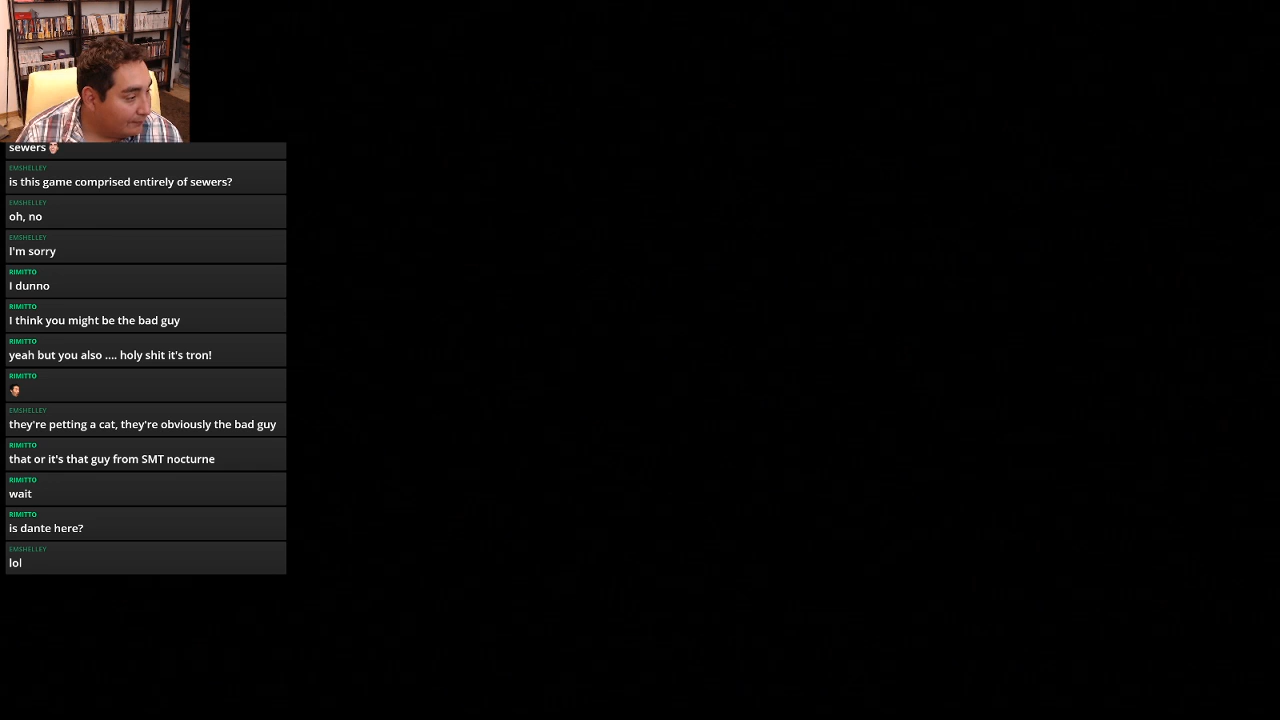 sewers
EMSHELLEY
is this game comprised entirely of sewers?
EMSHELLEY
oh, no
EMSHELLEY
I'm sorry
RIMITTO
I dunno
RIMITTO
I think you might be the bad guy
RIMITTO
yeah but you also .... holy shit it's tron!
RIMITTO
EMSHELLEY
they're petting a cat, they're obviously the bad guy
RIMITTO
that or it's that guy from SMT nocturne
RIMITTO
wait
RIMITTO
is dante here?
EMSHELLEY
lol